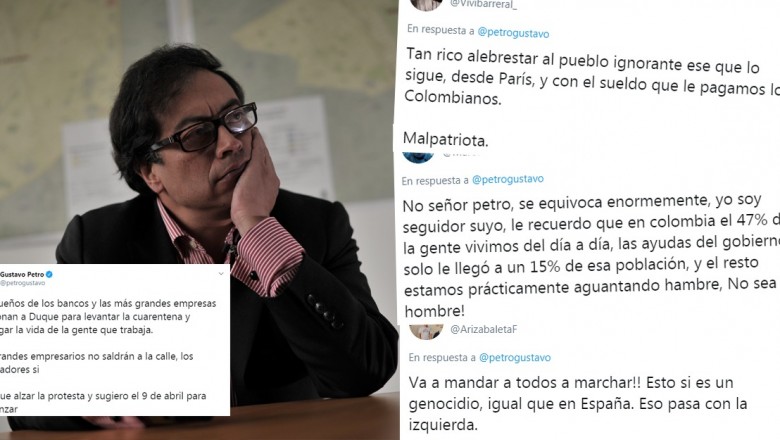 Gustavo Petro
@petrogustavo
ueños de los bancos y las más grandes empresas
onan a Duque para levantar la cuarentena y
gar la vida de la gente que trabaja.
randes empresarios no saldrán a la calle, los
adores si
ue alzar la protesta y sugiero el 9 de abril para
nzar
@Vivibarreral_
En respuesta a @petrogustavo
Tan rico alebrestar al pueblo ignorante ese que lo
sigue, desde París, y con el sueldo que le pagamos lo
Colombianos.
Malpatriota.
En respuesta a @petrogustavo
No señor petro, se equivoca enormemente, yo soy
seguidor suyo, le recuerdo que en colombia el 47% d
la gente vivimos del día a día, las ayudas del gobierno
solo le llegó a un 15% de esa población, y el resto
estamos prácticamente aguantando hambre, No sea
hombre!
@ArizabaletaF
En respuesta a @petrogustavo
Va a mandar a todos a marchar!! Esto si es un
genocidio, igual que en España. Eso pasa con la
izquierda.